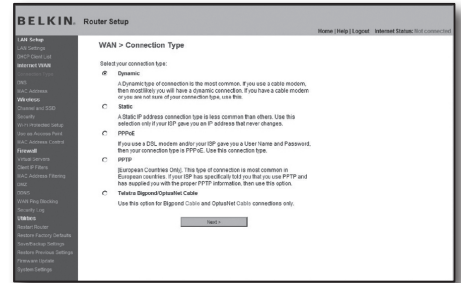 BELKIN. Router Setup
Home | Help | Logout Internet Status: Not connected
LAN Setup
LAN Settings
DHCP Client List
Internet WAN
Connection Type
DNS
MAC Address
Wireless
Channel and SSID
Security
Wi-Fi Protected Setup
Use as Access Point
MAC Address Control
Firewall
Virtual Servers
Client IP Filters
MAC Address Filtering
DMZ
DDNS
WAN Ping Blocking
Security Log
Utilities
Restart Router
Restore Factory Defaults
Save/Backup Settings
Restore Previous Settings
Firmware Update
System Settings
WAN > Connection Type
Select your connection type:
Dynamic
A Dynamic type of connection is the most common. If you use a cable modem,
then most likely you will have a dynamic connection. If you have a cable modem
or you are not sure of your connection type, use this.
Static
A Static IP address connection type is less common than others. Use this
selection only if your ISP gave you an IP address that never changes.
PPPoE
If you use a DSL modem and/or your ISP gave you a User Name and Password,
then your connection type is PPPoE. Use this connection type.
PPTP
[European Countries Only]. This type of connection is most common in
European countries. If your ISP has specifically told you that you use PPTP and
has supplied you with the proper PPTP information, then use this option.
Telstra Bigpond/OptusNet Cable
Use this option for Bigpond Cable and OptusNet Cable connections only.
Next >